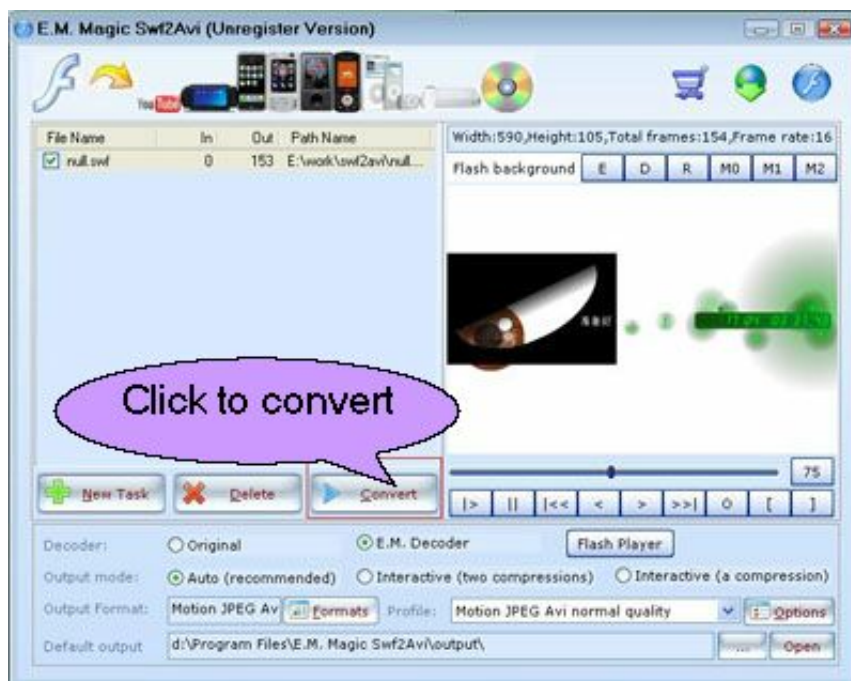 E.M. Magic Swf2Avi (Unregister Version)
You Tube
File Name In Out Path Name
null.swf 0 153 E:\work\swf2avi\null...
Width:590,Height:105,Total frames:154,Frame rate:16
Flash background E D R M0 M1 M2
Click to convert
75
New Task Delete Convert
|> || |<< < > >>| O [ ]
Decoder: Original E.M. Decoder Flash Player
Output mode: Auto (recommended) Interactive (two compressions) Interactive (a compression)
Output Format: Motion JPEG Avi Formats Profile: Motion JPEG Avi normal quality Options
Default output d:\Program Files\E.M. Magic Swf2Avi\output\ ... Open